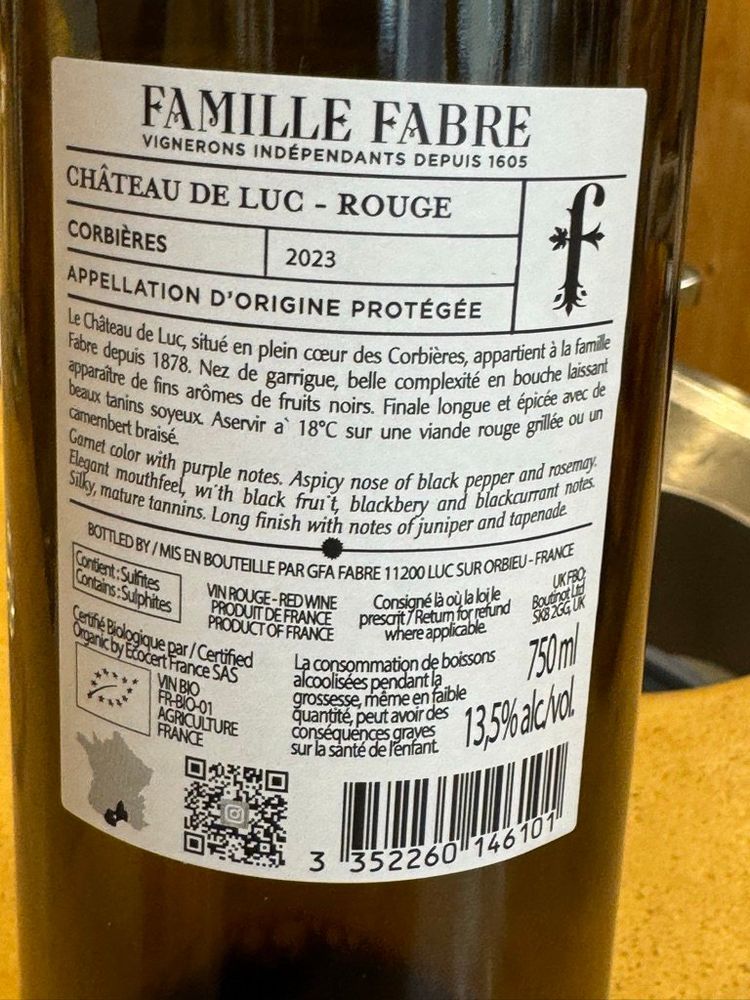 FAMILLE FABRE
VIGNERONS INDÉPENDANTS DEPUIS 1605
CHÂTEAU DE LUC - ROUGE
f
CORBIÈRES
2023
APPELLATION D'ORIGINE PROTÉGÉE
Le Château de Luc, situé en plein cœur des Corbières, appartient à la famille
Fabre depuis 1878. Nez de garrigue, belle complexité en bouche laissant
apparaître de fins arômes de fruits noirs. Finale longue et épicée avec de
beaux tanins soyeux. Aservir a` 18°C sur une viande rouge grillée ou un
camembert braisé.
Garnet color with purple notes. Aspicy nose of black pepper and rosemay.
Elegant mouthfeel, with black fruit, blackbery and blackcurrant notes.
Silky, mature tannins. Long finish with notes of juniper and tapenade.
BOTTLED BY / MIS EN BOUTEILLE PAR GFA FABRE 11200 LUC SUR ORBIEU - FRANCE
Contient : Sulfites
Contains : Sulphites
VIN ROUGE - RED WINE
PRODUIT DE FRANCE
PRODUCT OF FRANCE
Consigné là où la loi le
prescrit / Return for refund
where applicable.
UK FBO:
Boutinot Ltd
SK8 2GG, UK
Certifié Biologique par / Certified
Organic by Ecocert France SAS
VIN BIO
FR-BIO-01
AGRICULTURE
FRANCE
La consommation de boissons
alcoolisées pendant la
grossesse, même en faible
quantité, peut avoir des
conséquences graves
sur la santé de l'enfant.
750 ml
13,5% alc/vol.
3 352260 146101